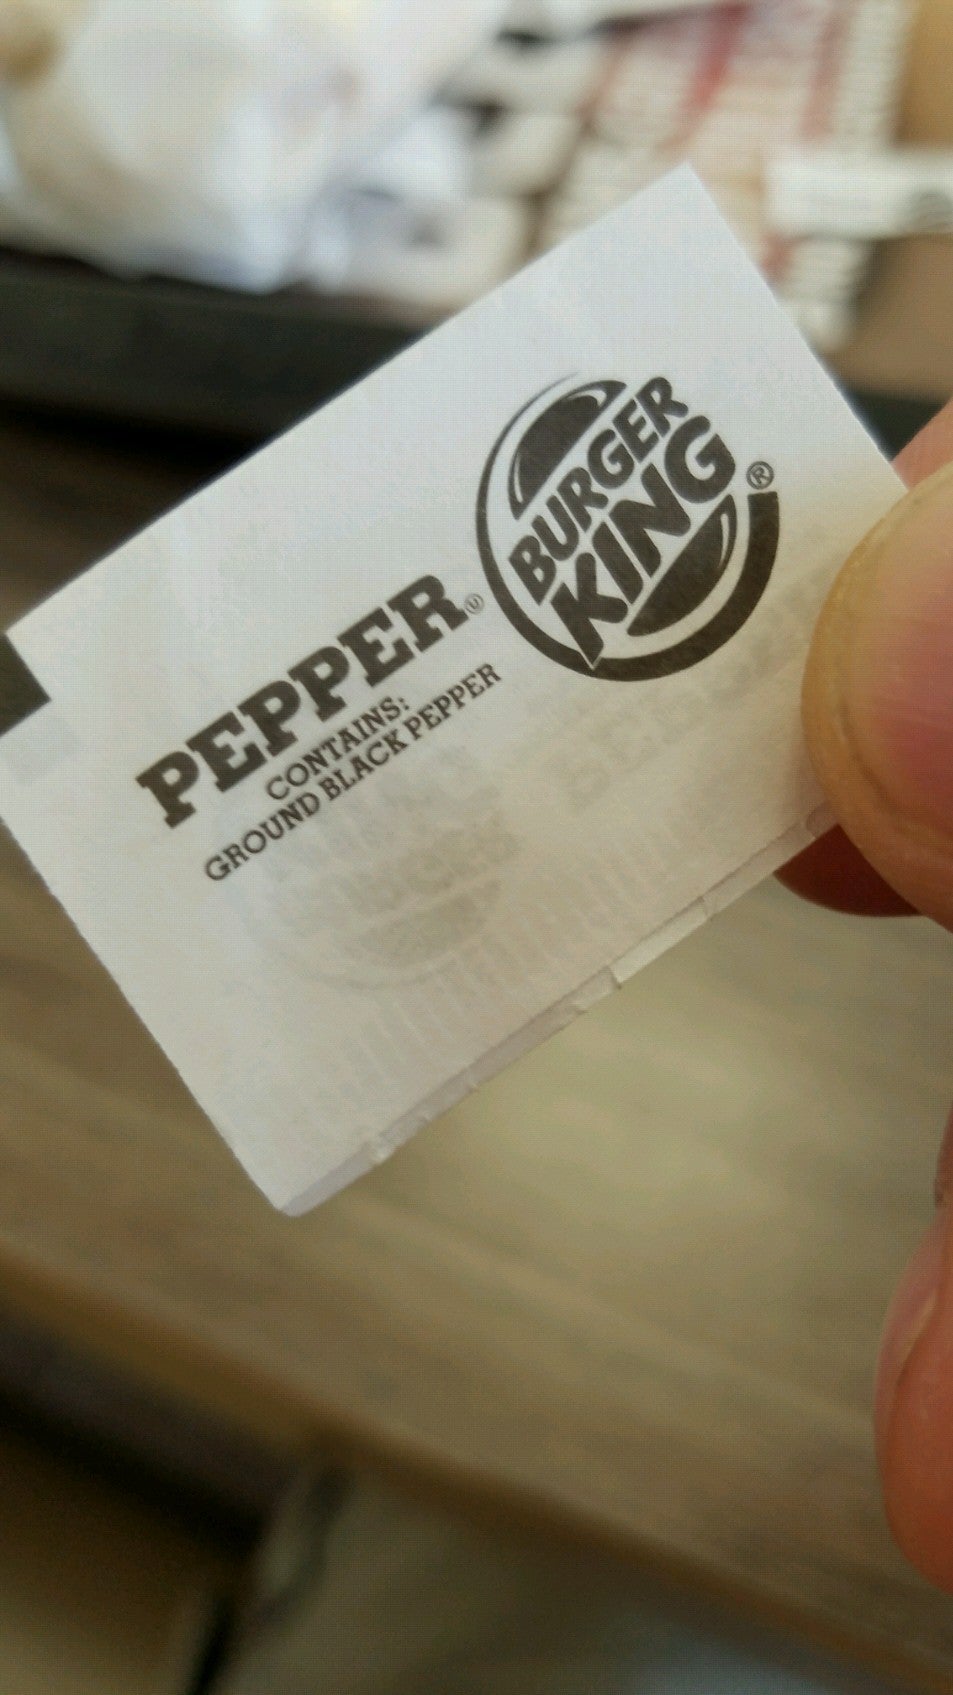 BURGER
KING®
PEPPER Ⓤ
CONTAINS:
GROUND BLACK PEPPER